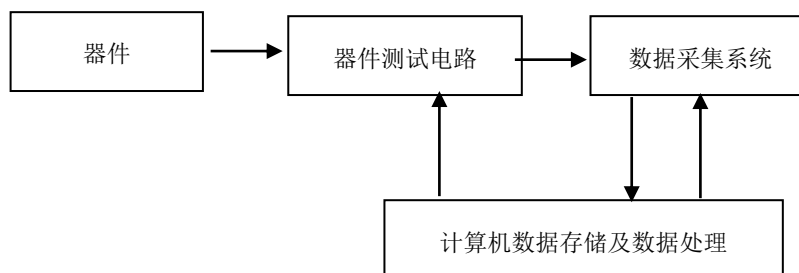 器件
器件测试电路
数据采集系统
计算机数据存储及数据处理